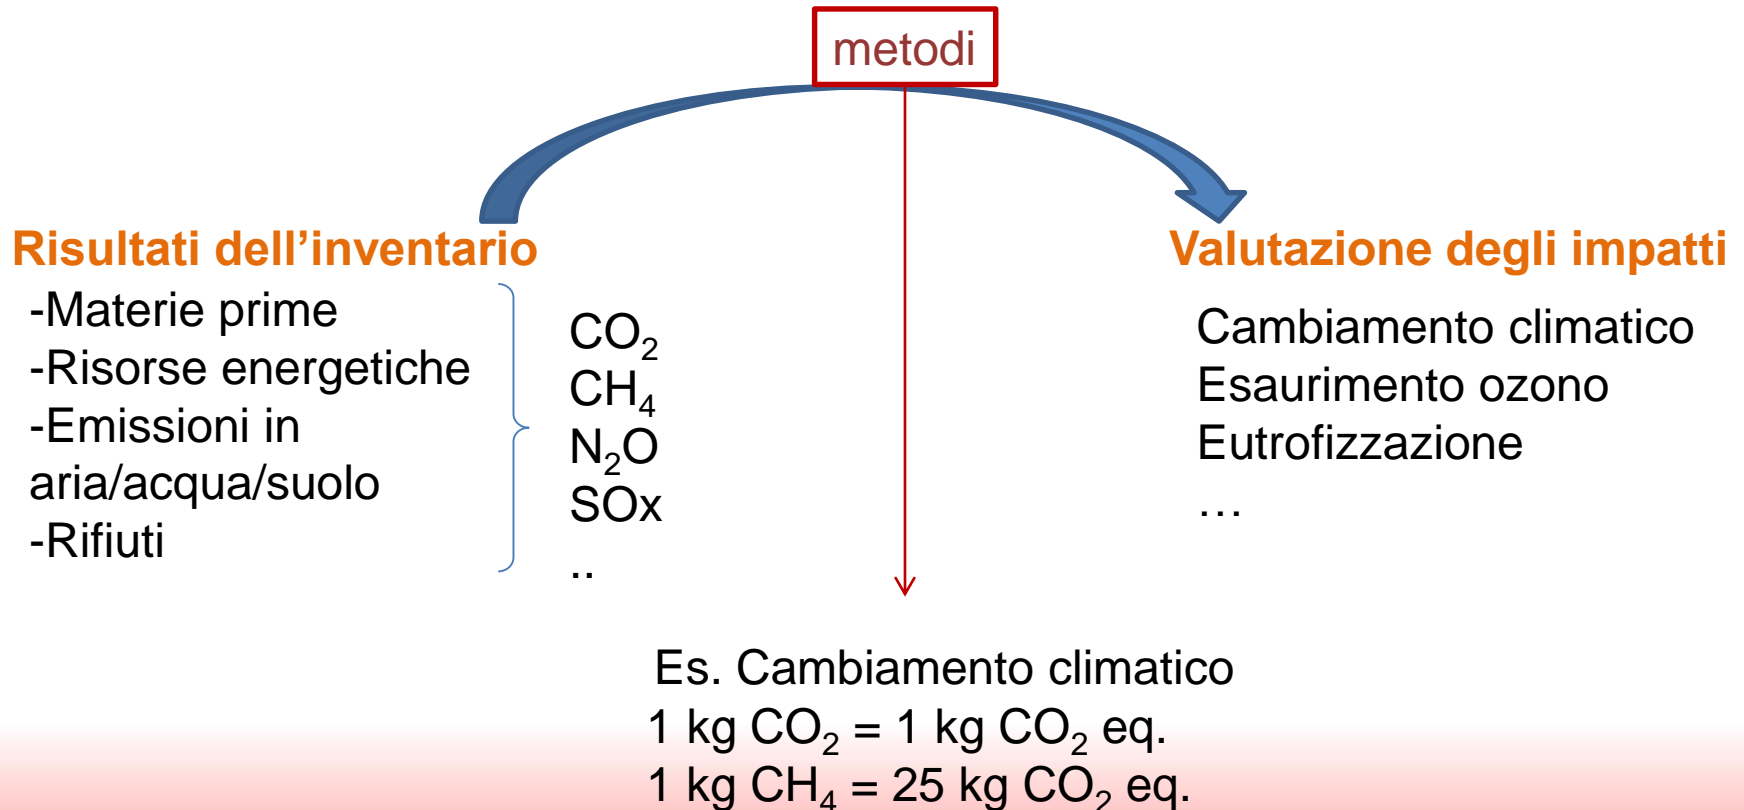 metodi
Risultati dell’inventario
-Materie prime
-Risorse energetiche
-Emissioni in
aria/acqua/suolo
-Rifiuti
CO₂
CH₄
N₂O
SOx
..
Valutazione degli impatti
Cambiamento climatico
Esaurimento ozono
Eutrofizzazione
…
Es. Cambiamento climatico
1 kg CO₂ = 1 kg CO₂ eq.
1 kg CH₄ = 25 kg CO₂ eq.